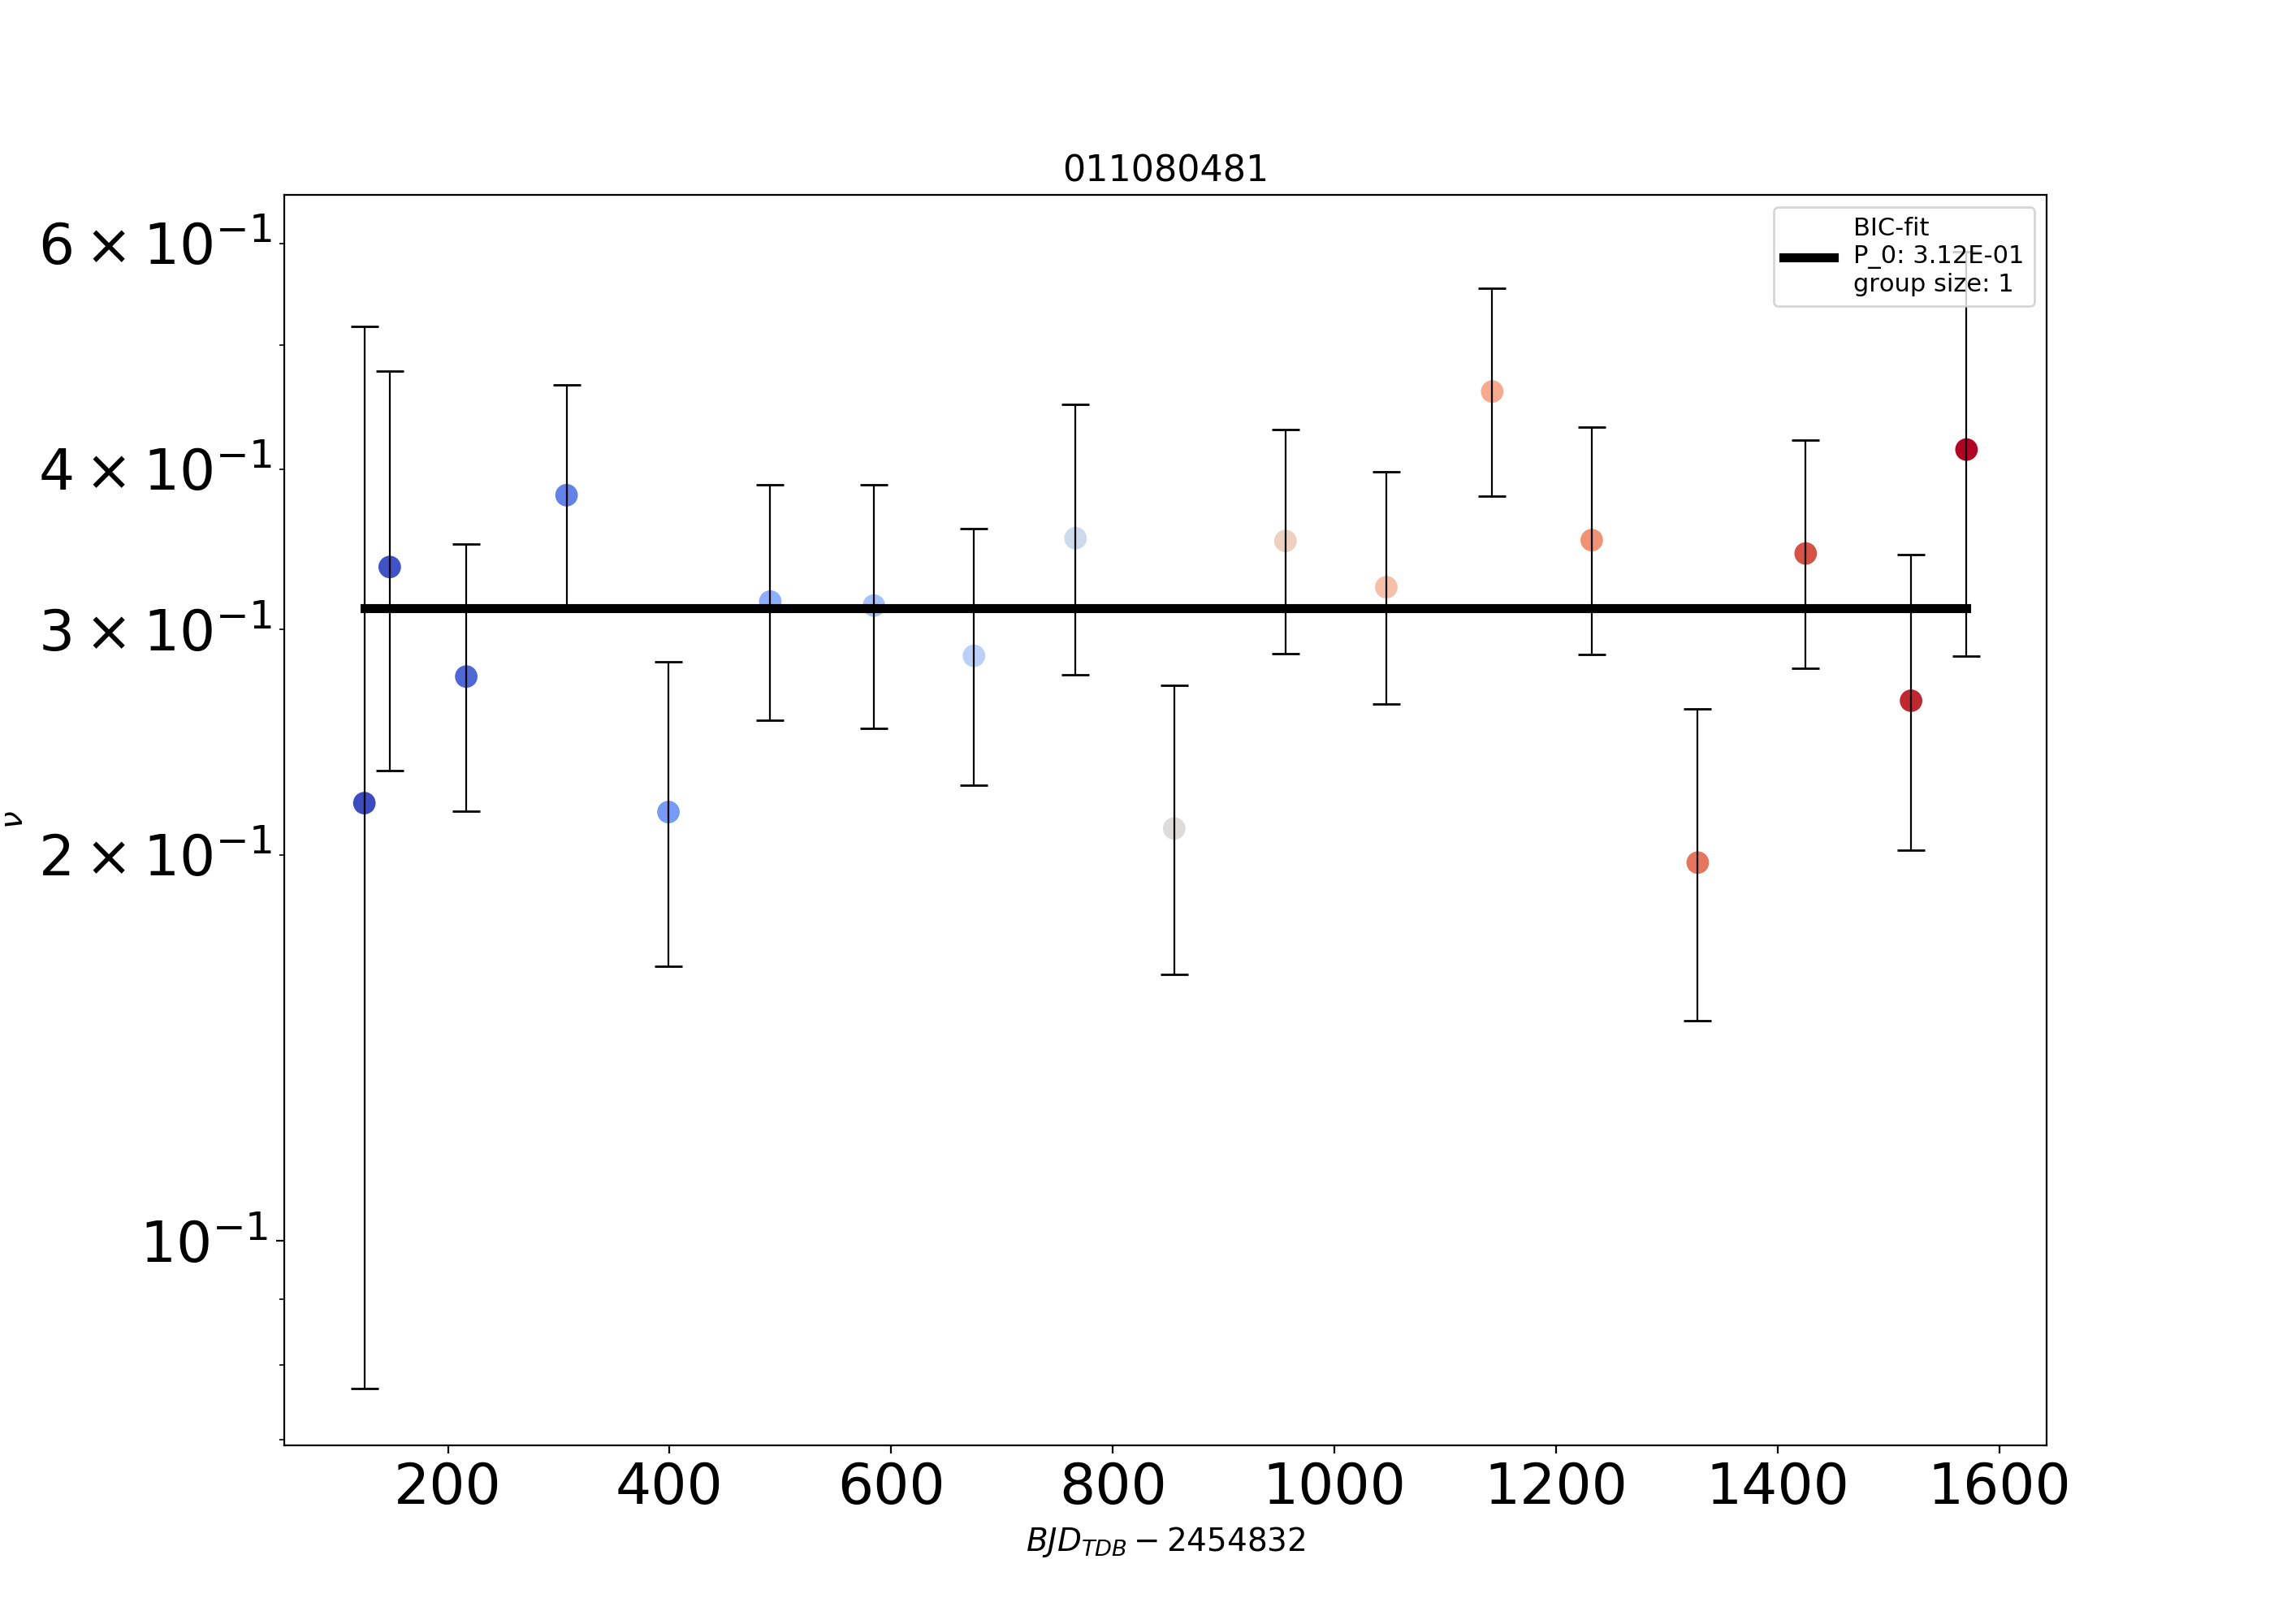 011080481
6 × 10⁻¹
4 × 10⁻¹
3 × 10⁻¹
2 × 10⁻¹
10⁻¹
ν
BIC-fit
P_0: 3.12E-01
group size: 1
200 400 600 800 1000 1200 1400 1600
BJD_TDB − 2454832